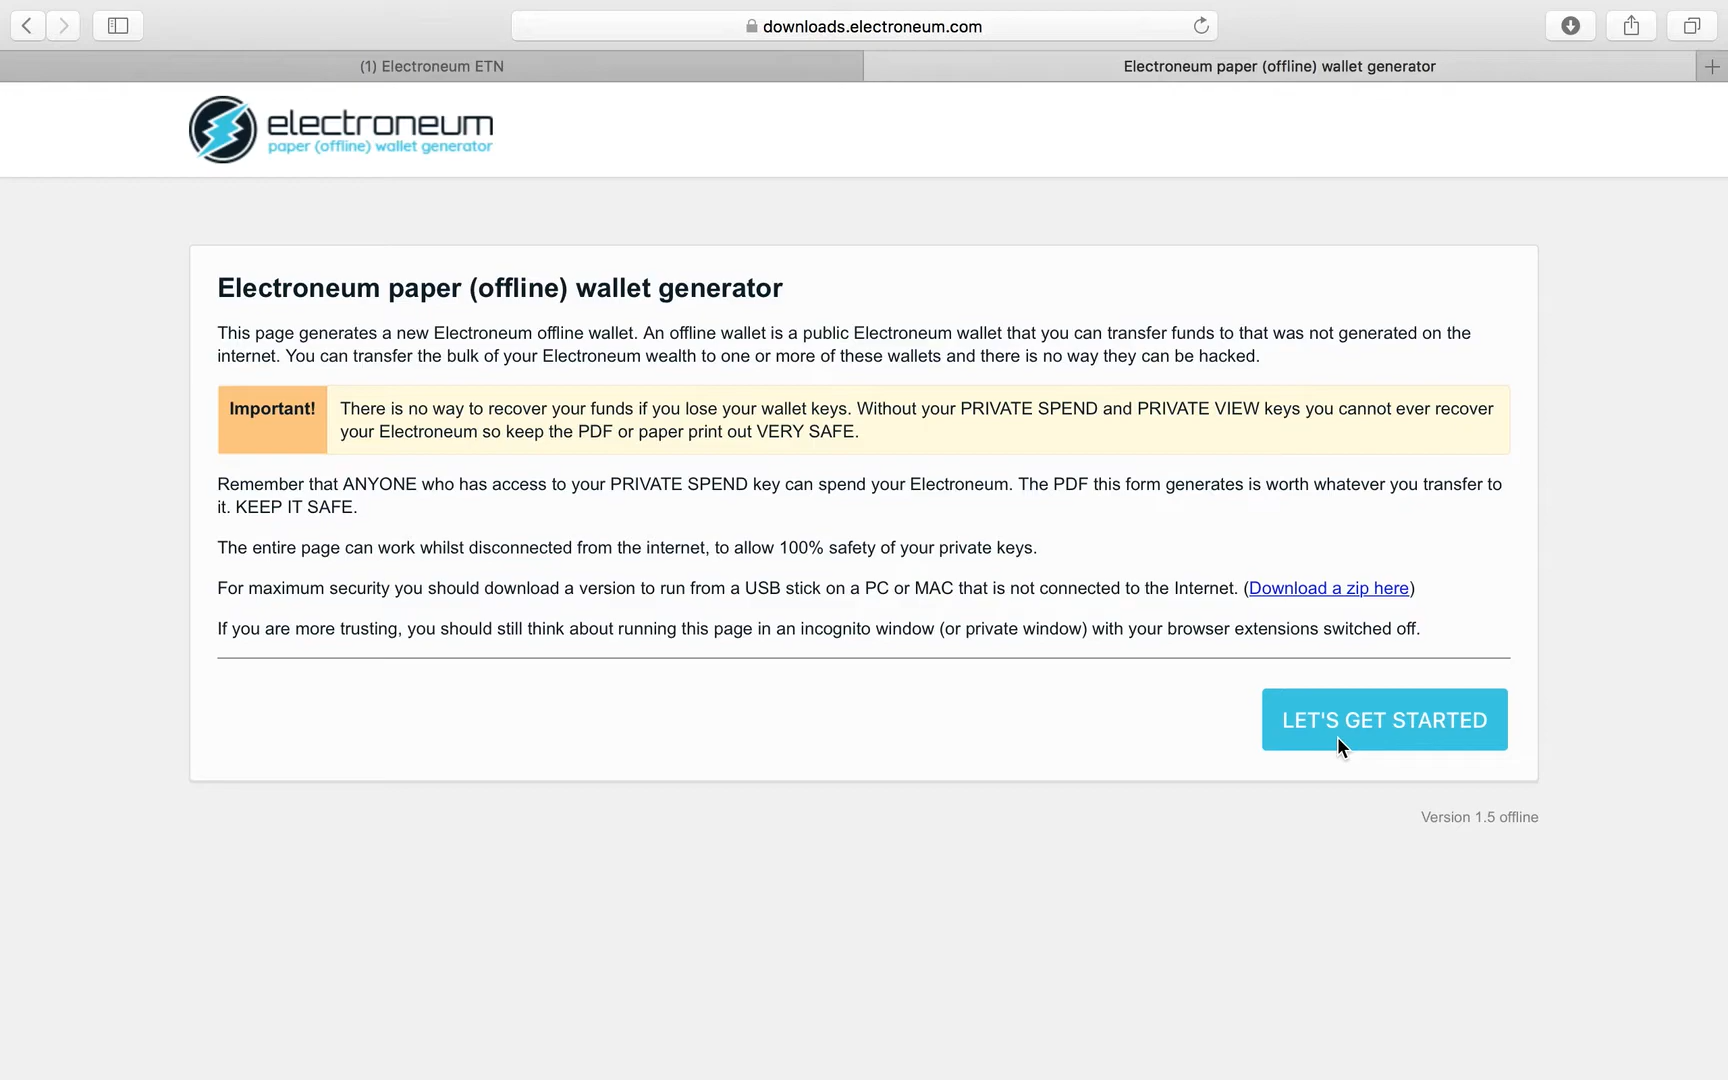 downloads.electroneum.com
(1) Electroneum ETN
Electroneum paper (offline) wallet generator
electroneum
paper (offline) wallet generator
Electroneum paper (offline) wallet generator
This page generates a new Electroneum offline wallet. An offline wallet is a public Electroneum wallet that you can transfer funds to that was not generated on the
internet. You can transfer the bulk of your Electroneum wealth to one or more of these wallets and there is no way they can be hacked.
Important!
There is no way to recover your funds if you lose your wallet keys. Without your PRIVATE SPEND and PRIVATE VIEW keys you cannot ever recover
your Electroneum so keep the PDF or paper print out VERY SAFE.
Remember that ANYONE who has access to your PRIVATE SPEND key can spend your Electroneum. The PDF this form generates is worth whatever you transfer to
it. KEEP IT SAFE.
The entire page can work whilst disconnected from the internet, to allow 100% safety of your private keys.
For maximum security you should download a version to run from a USB stick on a PC or MAC that is not connected to the Internet. (Download a zip here)
If you are more trusting, you should still think about running this page in an incognito window (or private window) with your browser extensions switched off.
LET'S GET STARTED
Version 1.5 offline